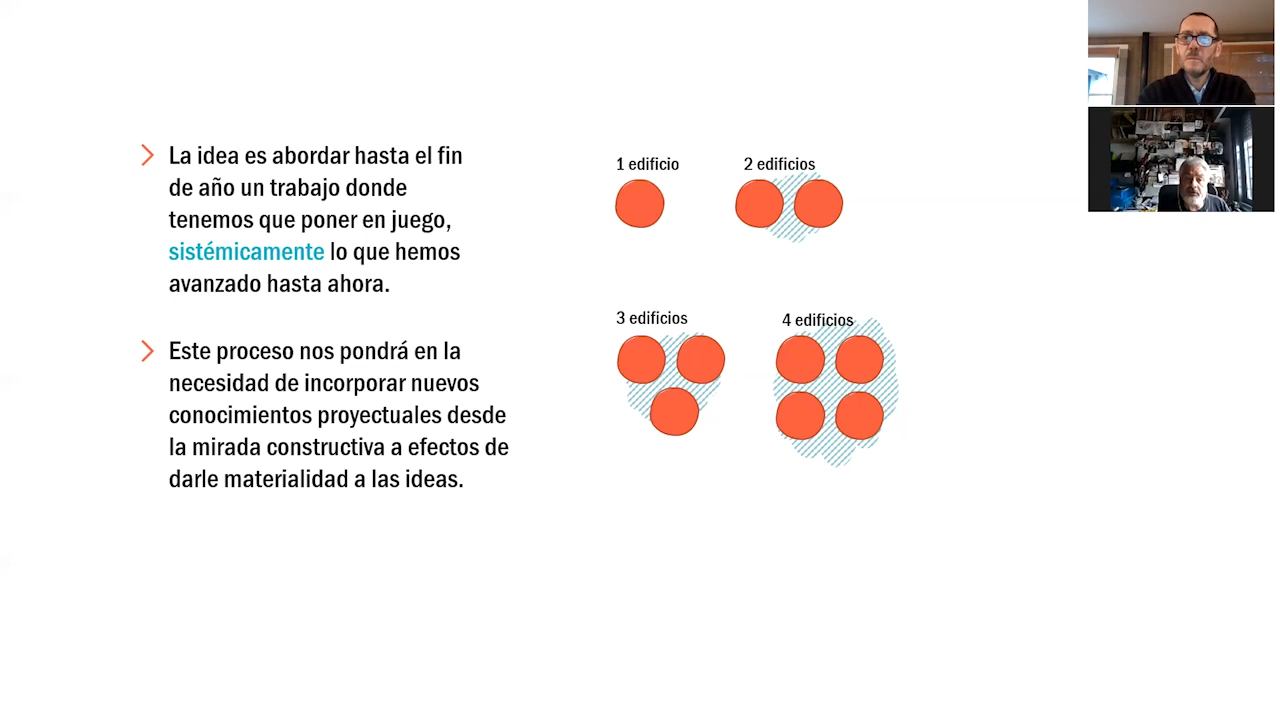 La idea es abordar hasta el fin
de año un trabajo donde
tenemos que poner en juego,
sistémicamente lo que hemos
avanzado hasta ahora.
Este proceso nos pondrá en la
necesidad de incorporar nuevos
conocimientos proyectuales desde
la mirada constructiva a efectos de
darle materialidad a las ideas.
1 edificio
2 edificios
3 edificios
4 edificios